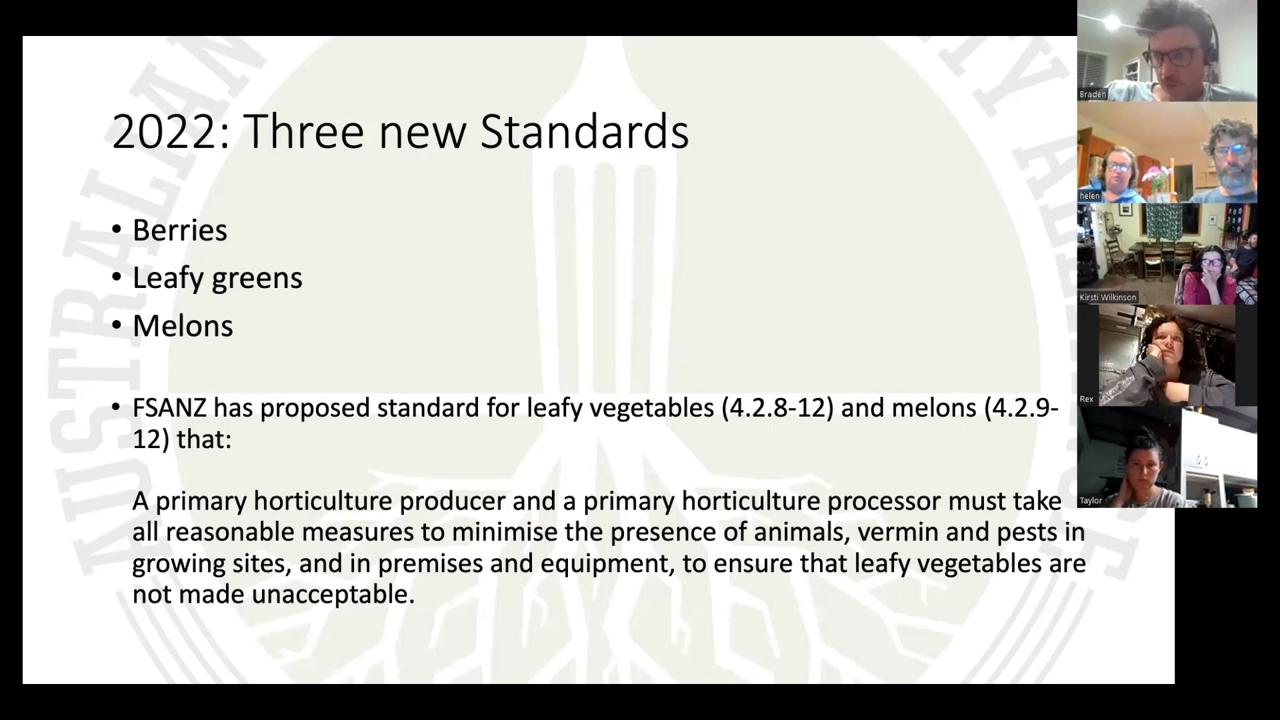 2022: Three new Standards
• Berries
• Leafy greens
• Melons
• FSANZ has proposed standard for leafy vegetables (4.2.8-12) and melons (4.2.9-
12) that:
A primary horticulture producer and a primary horticulture processor must take
all reasonable measures to minimise the presence of animals, vermin and pests in
growing sites, and in premises and equipment, to ensure that leafy vegetables are
not made unacceptable.
AUSTRALIAN
Braden
helen
Kirsti Wilkinson
Rex
Taylor